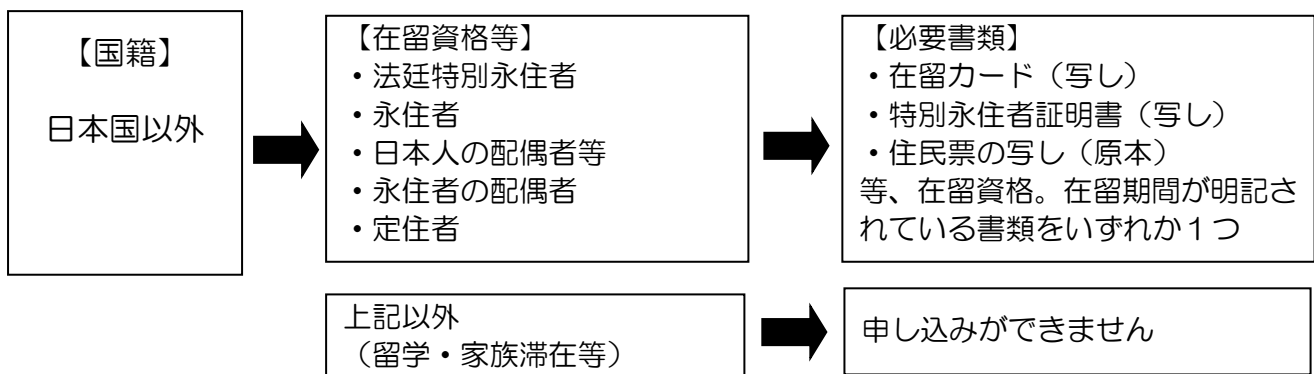 【国籍】
日本国以外
【在留資格等】
・法廷特別永住者
・永住者
・日本人の配偶者等
・永住者の配偶者
・定住者
【必要書類】
・在留カード（写し）
・特別永住者証明書（写し）
・住民票の写し（原本）
等、在留資格。在留期間が明記さ
れている書類をいずれか１つ
上記以外
（留学・家族滞在等）
申し込みができません